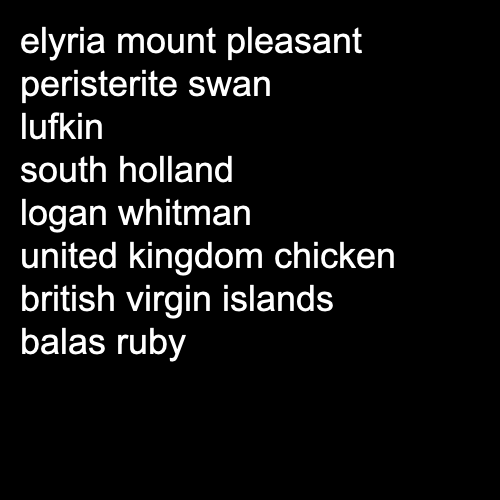 elyria mount pleasant
peristerite swan
lufkin
south holland
logan whitman
united kingdom chicken
british virgin islands
balas ruby